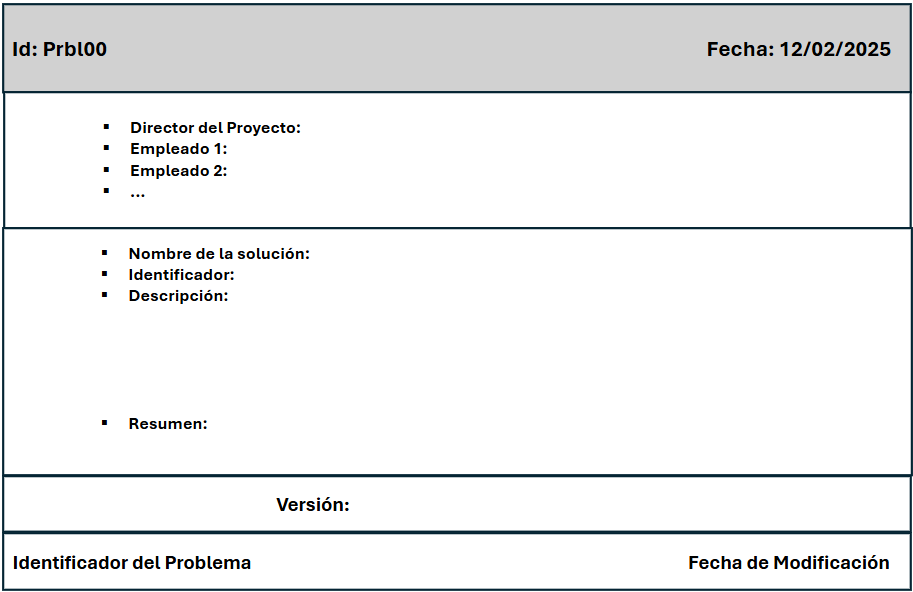 Id: Prbl00 Fecha: 12/02/2025
▪ Director del Proyecto:
▪ Empleado 1:
▪ Empleado 2:
▪ ...
▪ Nombre de la solución:
▪ Identificador:
▪ Descripción:
▪ Resumen:
Versión:
Identificador del Problema Fecha de Modificación